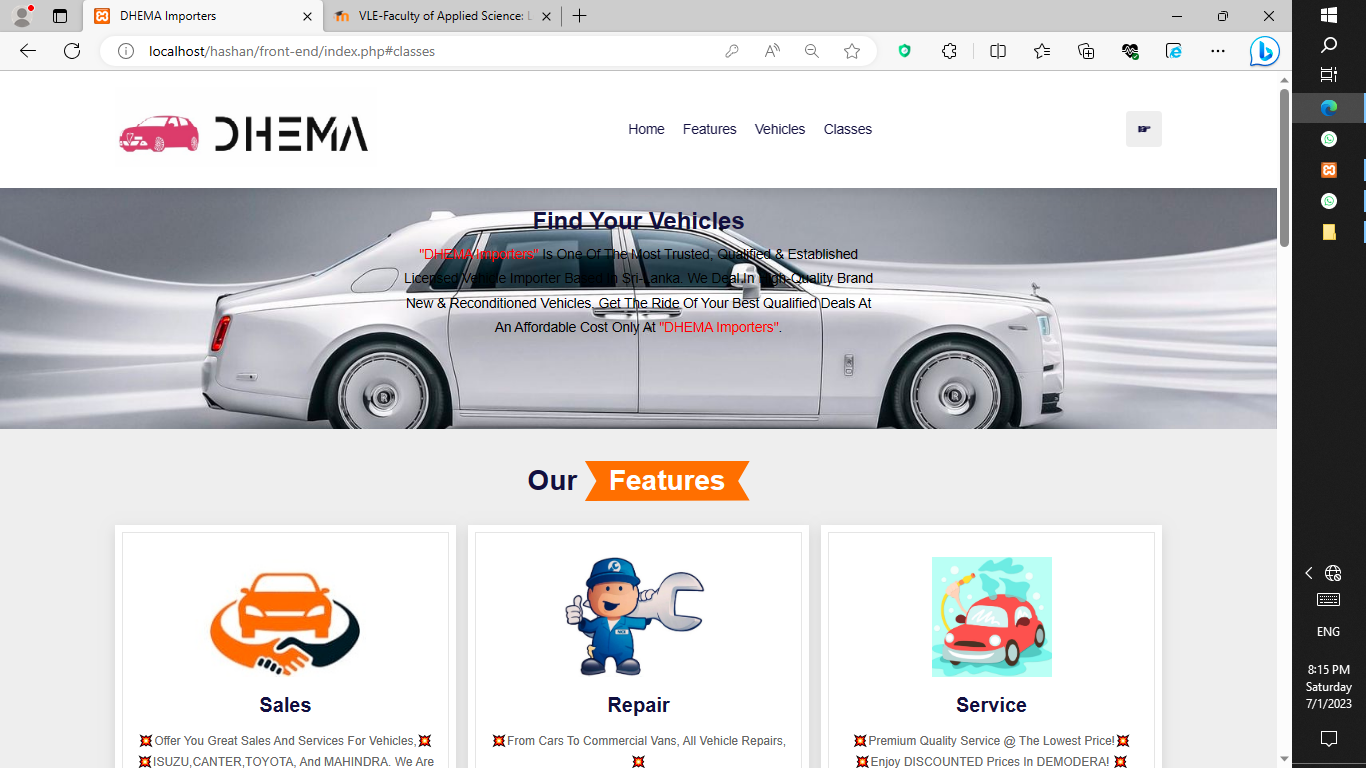 DHEMA Importers
VLE-Faculty of Applied Science: L
localhost/hashan/front-end/index.php#classes
DHEMA
Home Features Vehicles Classes
Find Your Vehicles
"DHEMA Importers" Is One Of The Most Trusted, Qualified & Established
Licensed Vehicle Importer Based In Sri-Lanka. We Deal In High-Quality Brand
New & Reconditioned Vehicles. Get The Ride Of Your Best Qualified Deals At
An Affordable Cost Only At "DHEMA Importers".
Our Features
Sales
💥Offer You Great Sales And Services For Vehicles,💥
💥ISUZU,CANTER,TOYOTA, And MAHINDRA. We Are
Repair
💥From Cars To Commercial Vans, All Vehicle Repairs,
💥
Service
💥Premium Quality Service @ The Lowest Price!💥
💥Enjoy DISCOUNTED Prices In DEMODERA! 💥
ENG
8:15 PM
Saturday
7/1/2023